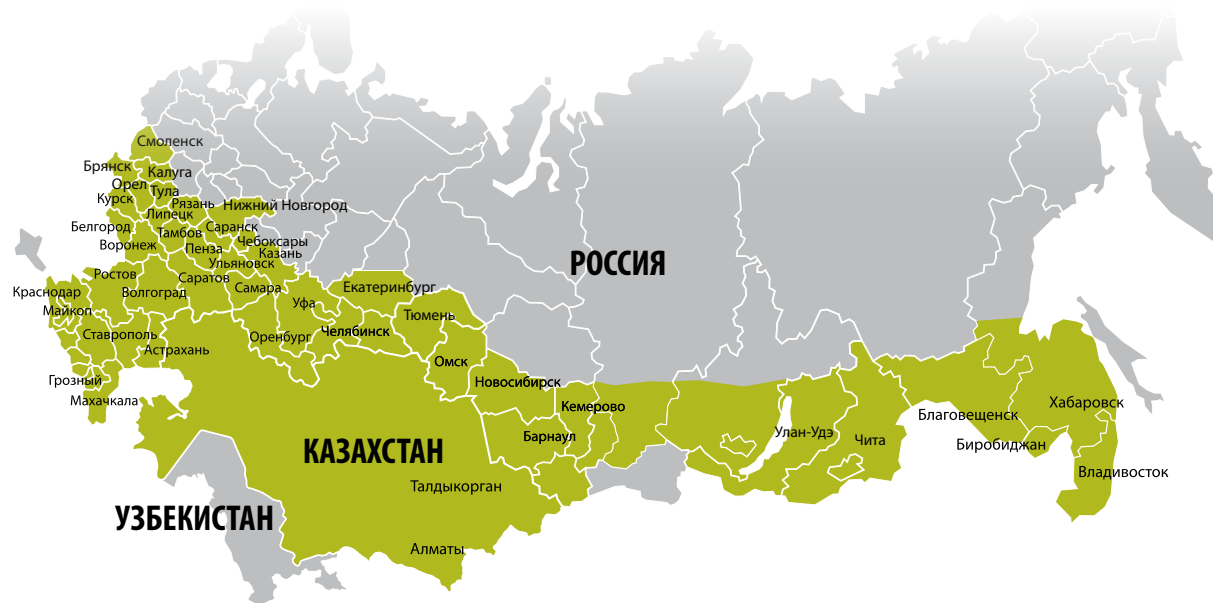 Смоленск
Брянск
Калуга
Орел
Тула
Курск
Рязань
Нижний Новгород
Липецк
Белгород
Тамбов
Саранск
Воронеж
Чебоксары
Пенза
Казань
Ульяновск
РОССИЯ
Ростов
Саратов
Краснодар
Волгоград
Самара
Екатеринбург
Уфа
Майкоп
Тюмень
Ставрополь
Оренбург
Челябинск
Астрахань
Омск
Грозный
Новосибирск
Махачкала
Кемерово
Хабаровск
Благовещенск
Улан-Удэ
Барнаул
Чита
Биробиджан
КАЗАХСТАН
Владивосток
Талдыкорган
УЗБЕКИСТАН
Алматы